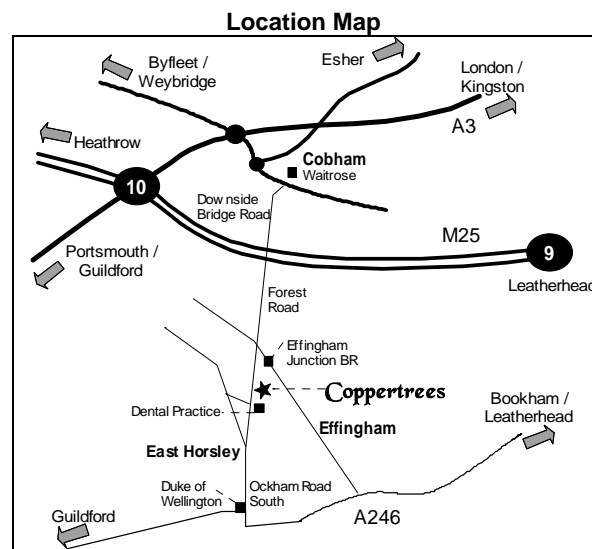 Location Map
Byfleet /
Weybridge
Esher
London /
Kingston
A3
Heathrow
Cobham
Waitrose
10
Downside
Bridge Road
M25
9
Portsmouth /
Guildford
Leatherhead
Forest
Road
Effingham
Junction BR
Coppertrees
Bookham /
Leatherhead
Dental Practice
Effingham
East Horsley
Duke of
Wellington
Ockham Road
South
Guildford
A246